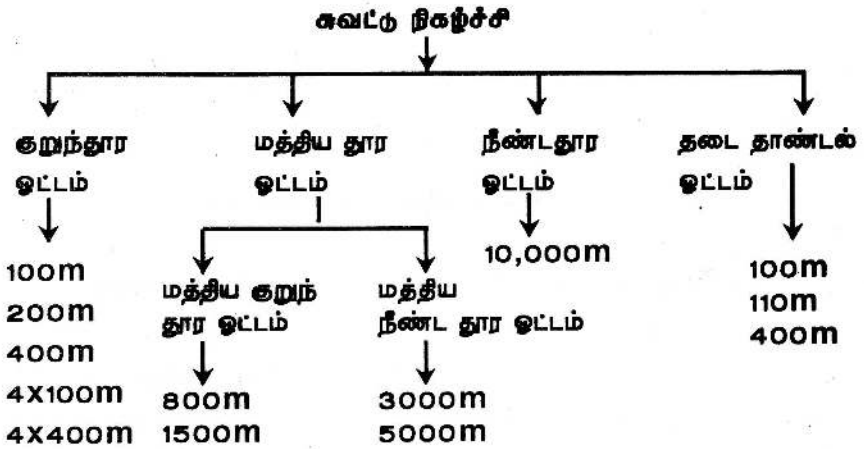 சுவட்டு நிகழ்ச்சி
குறுந்தூர
ஓட்டம்
100m
200m
400m
4X100m
4X400m
மத்திய தூர
ஓட்டம்
மத்திய குறுந்
தூர ஓட்டம்
800m
1500m
மத்திய
நீண்ட தூர ஓட்டம்
3000m
5000m
நீண்டதூர
ஓட்டம்
10,000m
தடை தாண்டல்
ஓட்டம்
100m
110m
400m